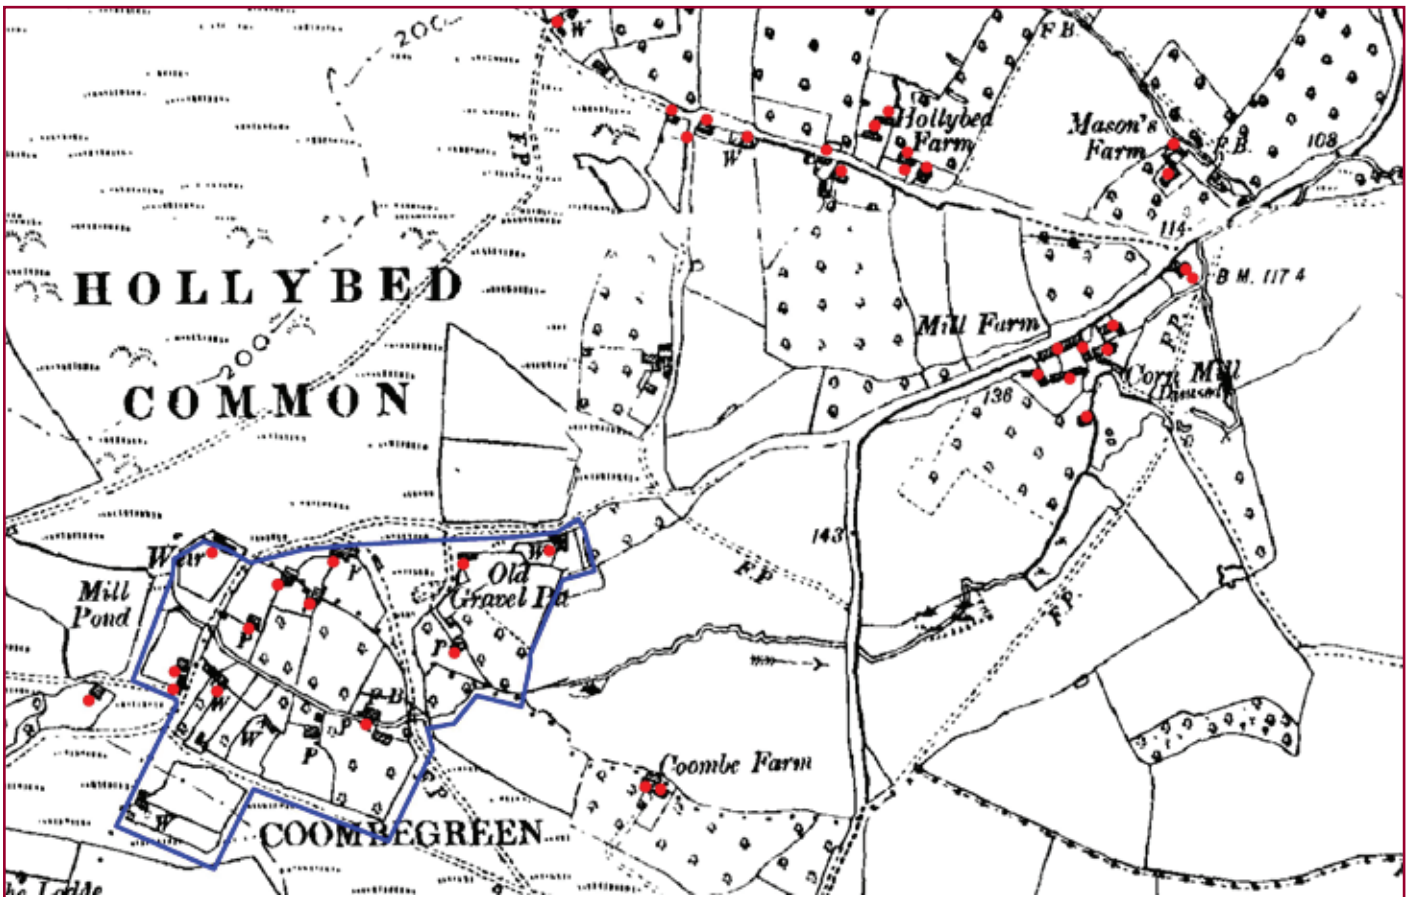 200
W
F.B.
F.P.
Hollybed
Farm
W
Mason's
Farm
F.B.
108
114
B.M. 117.4
HOLLYBED
200
COMMON
Mill Farm
F.P.
Corn Mill
136
143
Weir
Mill
Pond
P
W
Old
Gravel Pit
F.P.
F.P.
P
P
W
W
P
P
F.P.
Coombe Farm
W
COOMBEGREEN